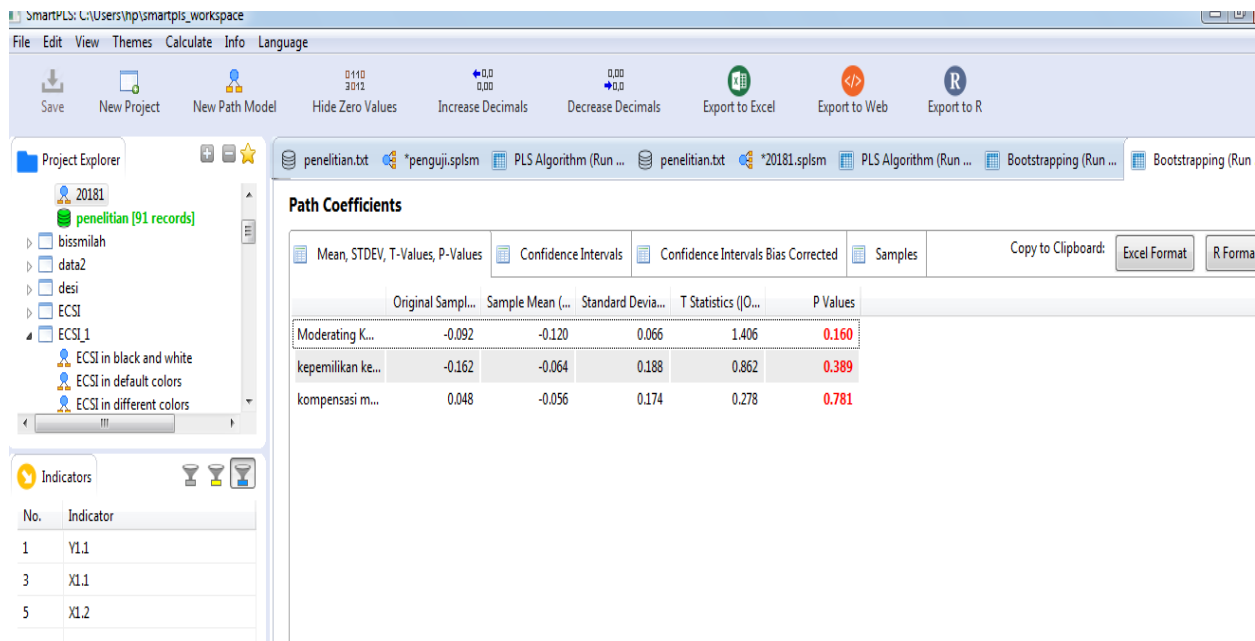 SmartPLS: C:\Users\hp\smartpls_workspace
File Edit View Themes Calculate Info Language
Save New Project New Path Model Hide Zero Values Increase Decimals Decrease Decimals Export to Excel Export to Web Export to R
Project Explorer
20181
penelitian [91 records]
bissmilah
data2
desi
ECSI
ECSI_1
ECSI in black and white
ECSI in default colors
ECSI in different colors
Indicators
No. Indicator
1 Y1.1
3 X1.1
5 X1.2
penelitian.txt *penguji.splsm PLS Algorithm (Run ... penelitian.txt *20181.splsm PLS Algorithm (Run ... Bootstrapping (Run ... Bootstrapping (Run
Path Coefficients
Mean, STDEV, T-Values, P-Values Confidence Intervals Confidence Intervals Bias Corrected Samples Copy to Clipboard: Excel Format R Forma
Original Sampl... Sample Mean (... Standard Devia... T Statistics (|O... P Values
Moderating K... -0.092 -0.120 0.066 1.406 0.160
kepemilikan ke... -0.162 -0.064 0.188 0.862 0.389
kompensasi m... 0.048 -0.056 0.174 0.278 0.781